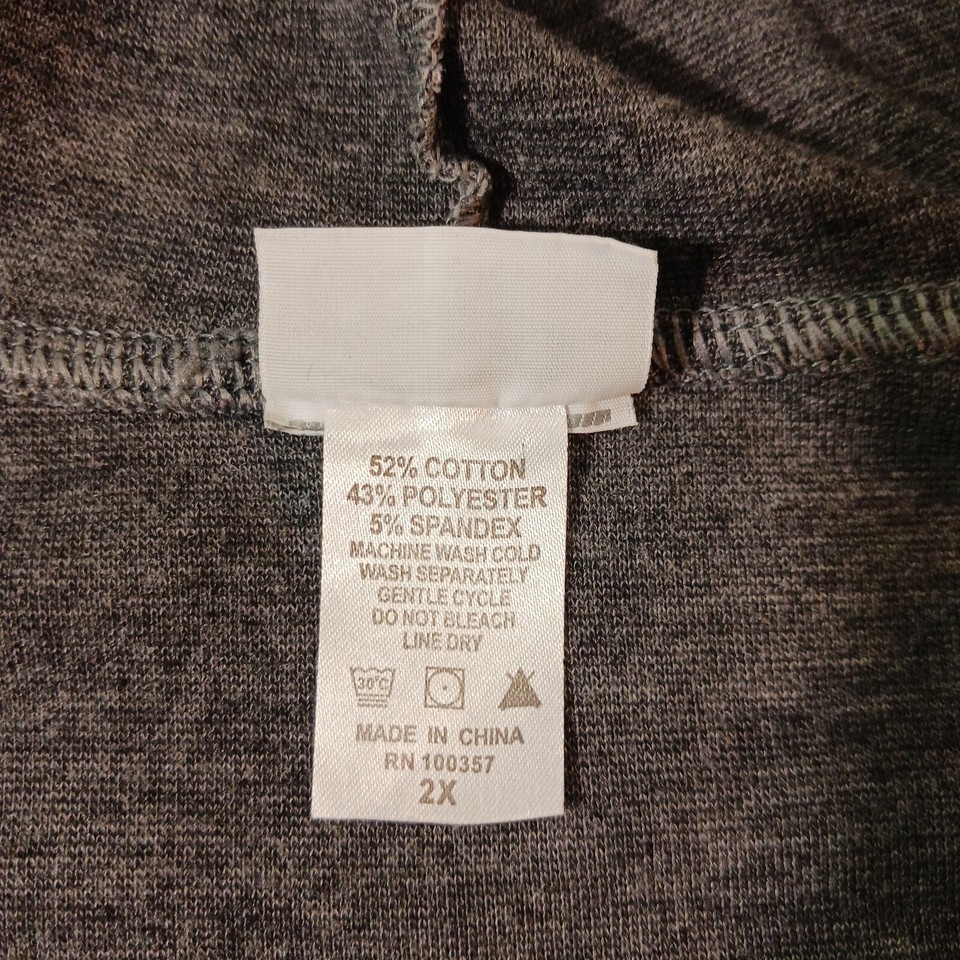 52% COTTON
43% POLYESTER
5% SPANDEX
MACHINE WASH COLD
WASH SEPARATELY
GENTLE CYCLE
DO NOT BLEACH
LINE DRY
30°C
MADE IN CHINA
RN 100357
2X